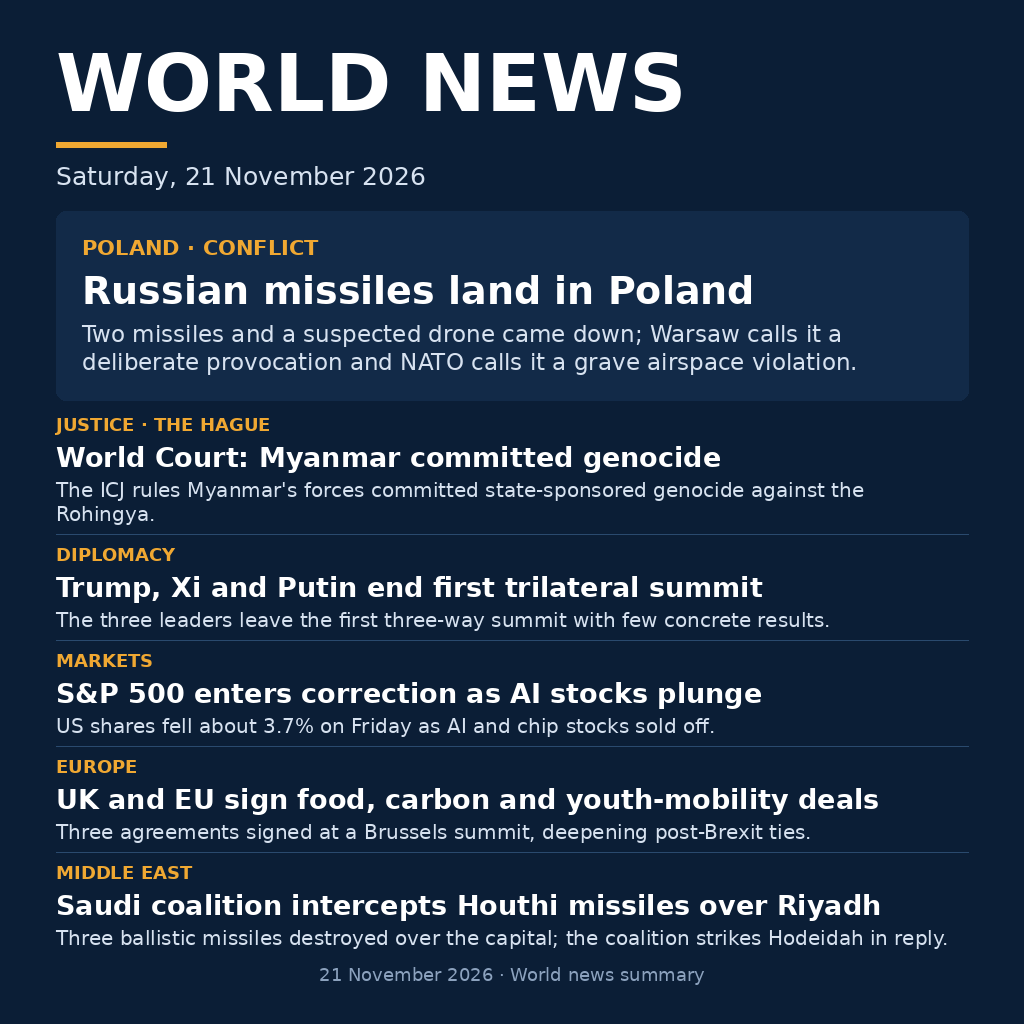 WORLD NEWS
Saturday, 21 November 2026
POLAND · CONFLICT
Russian missiles land in Poland
Two missiles and a suspected drone came down; Warsaw calls it a
deliberate provocation and NATO calls it a grave airspace violation.
JUSTICE · THE HAGUE
World Court: Myanmar committed genocide
The ICJ rules Myanmar's forces committed state-sponsored genocide against the
Rohingya.
DIPLOMACY
Trump, Xi and Putin end first trilateral summit
The three leaders leave the first three-way summit with few concrete results.
MARKETS
S&P 500 enters correction as AI stocks plunge
US shares fell about 3.7% on Friday as AI and chip stocks sold off.
EUROPE
UK and EU sign food, carbon and youth-mobility deals
Three agreements signed at a Brussels summit, deepening post-Brexit ties.
MIDDLE EAST
Saudi coalition intercepts Houthi missiles over Riyadh
Three ballistic missiles destroyed over the capital; the coalition strikes Hodeidah in reply.
21 November 2026 · World news summary